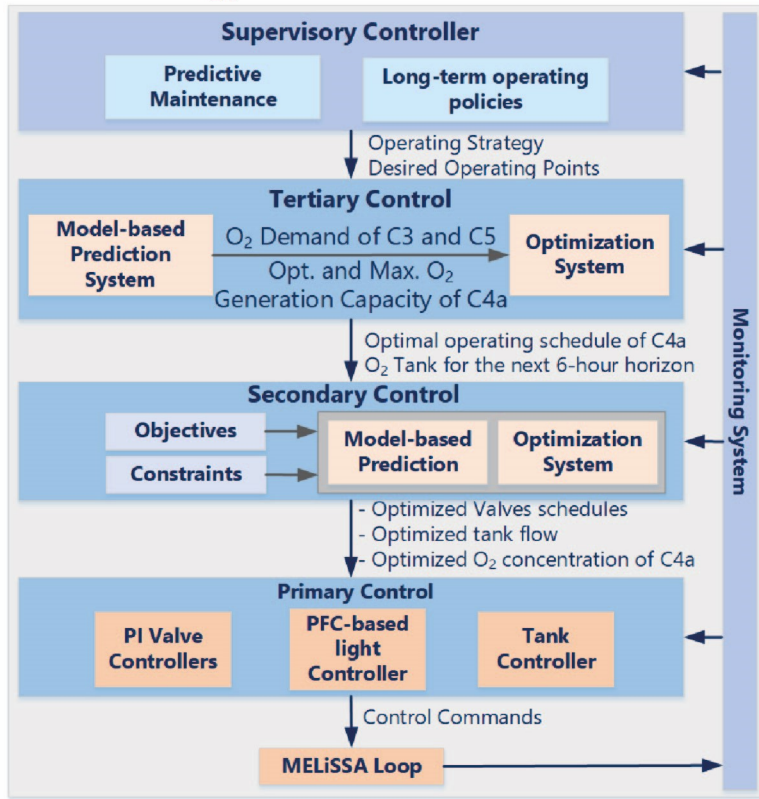 Supervisory Controller
Predictive
Maintenance
Long-term operating
policies
Operating Strategy
Desired Operating Points
Tertiary Control
Model-based
Prediction
System
O₂ Demand of C3 and C5
Opt. and Max. O₂
Generation Capacity of C4a
Optimization
System
Optimal operating schedule of C4a
O₂ Tank for the next 6-hour horizon
Secondary Control
Objectives
Constraints
Model-based
Prediction
Optimization
System
- Optimized Valves schedules
- Optimized tank flow
- Optimized O₂ concentration of C4a
Primary Control
PI Valve
Controllers
PFC-based
light
Controller
Tank
Controller
Control Commands
MELiSSA Loop
Monitoring System